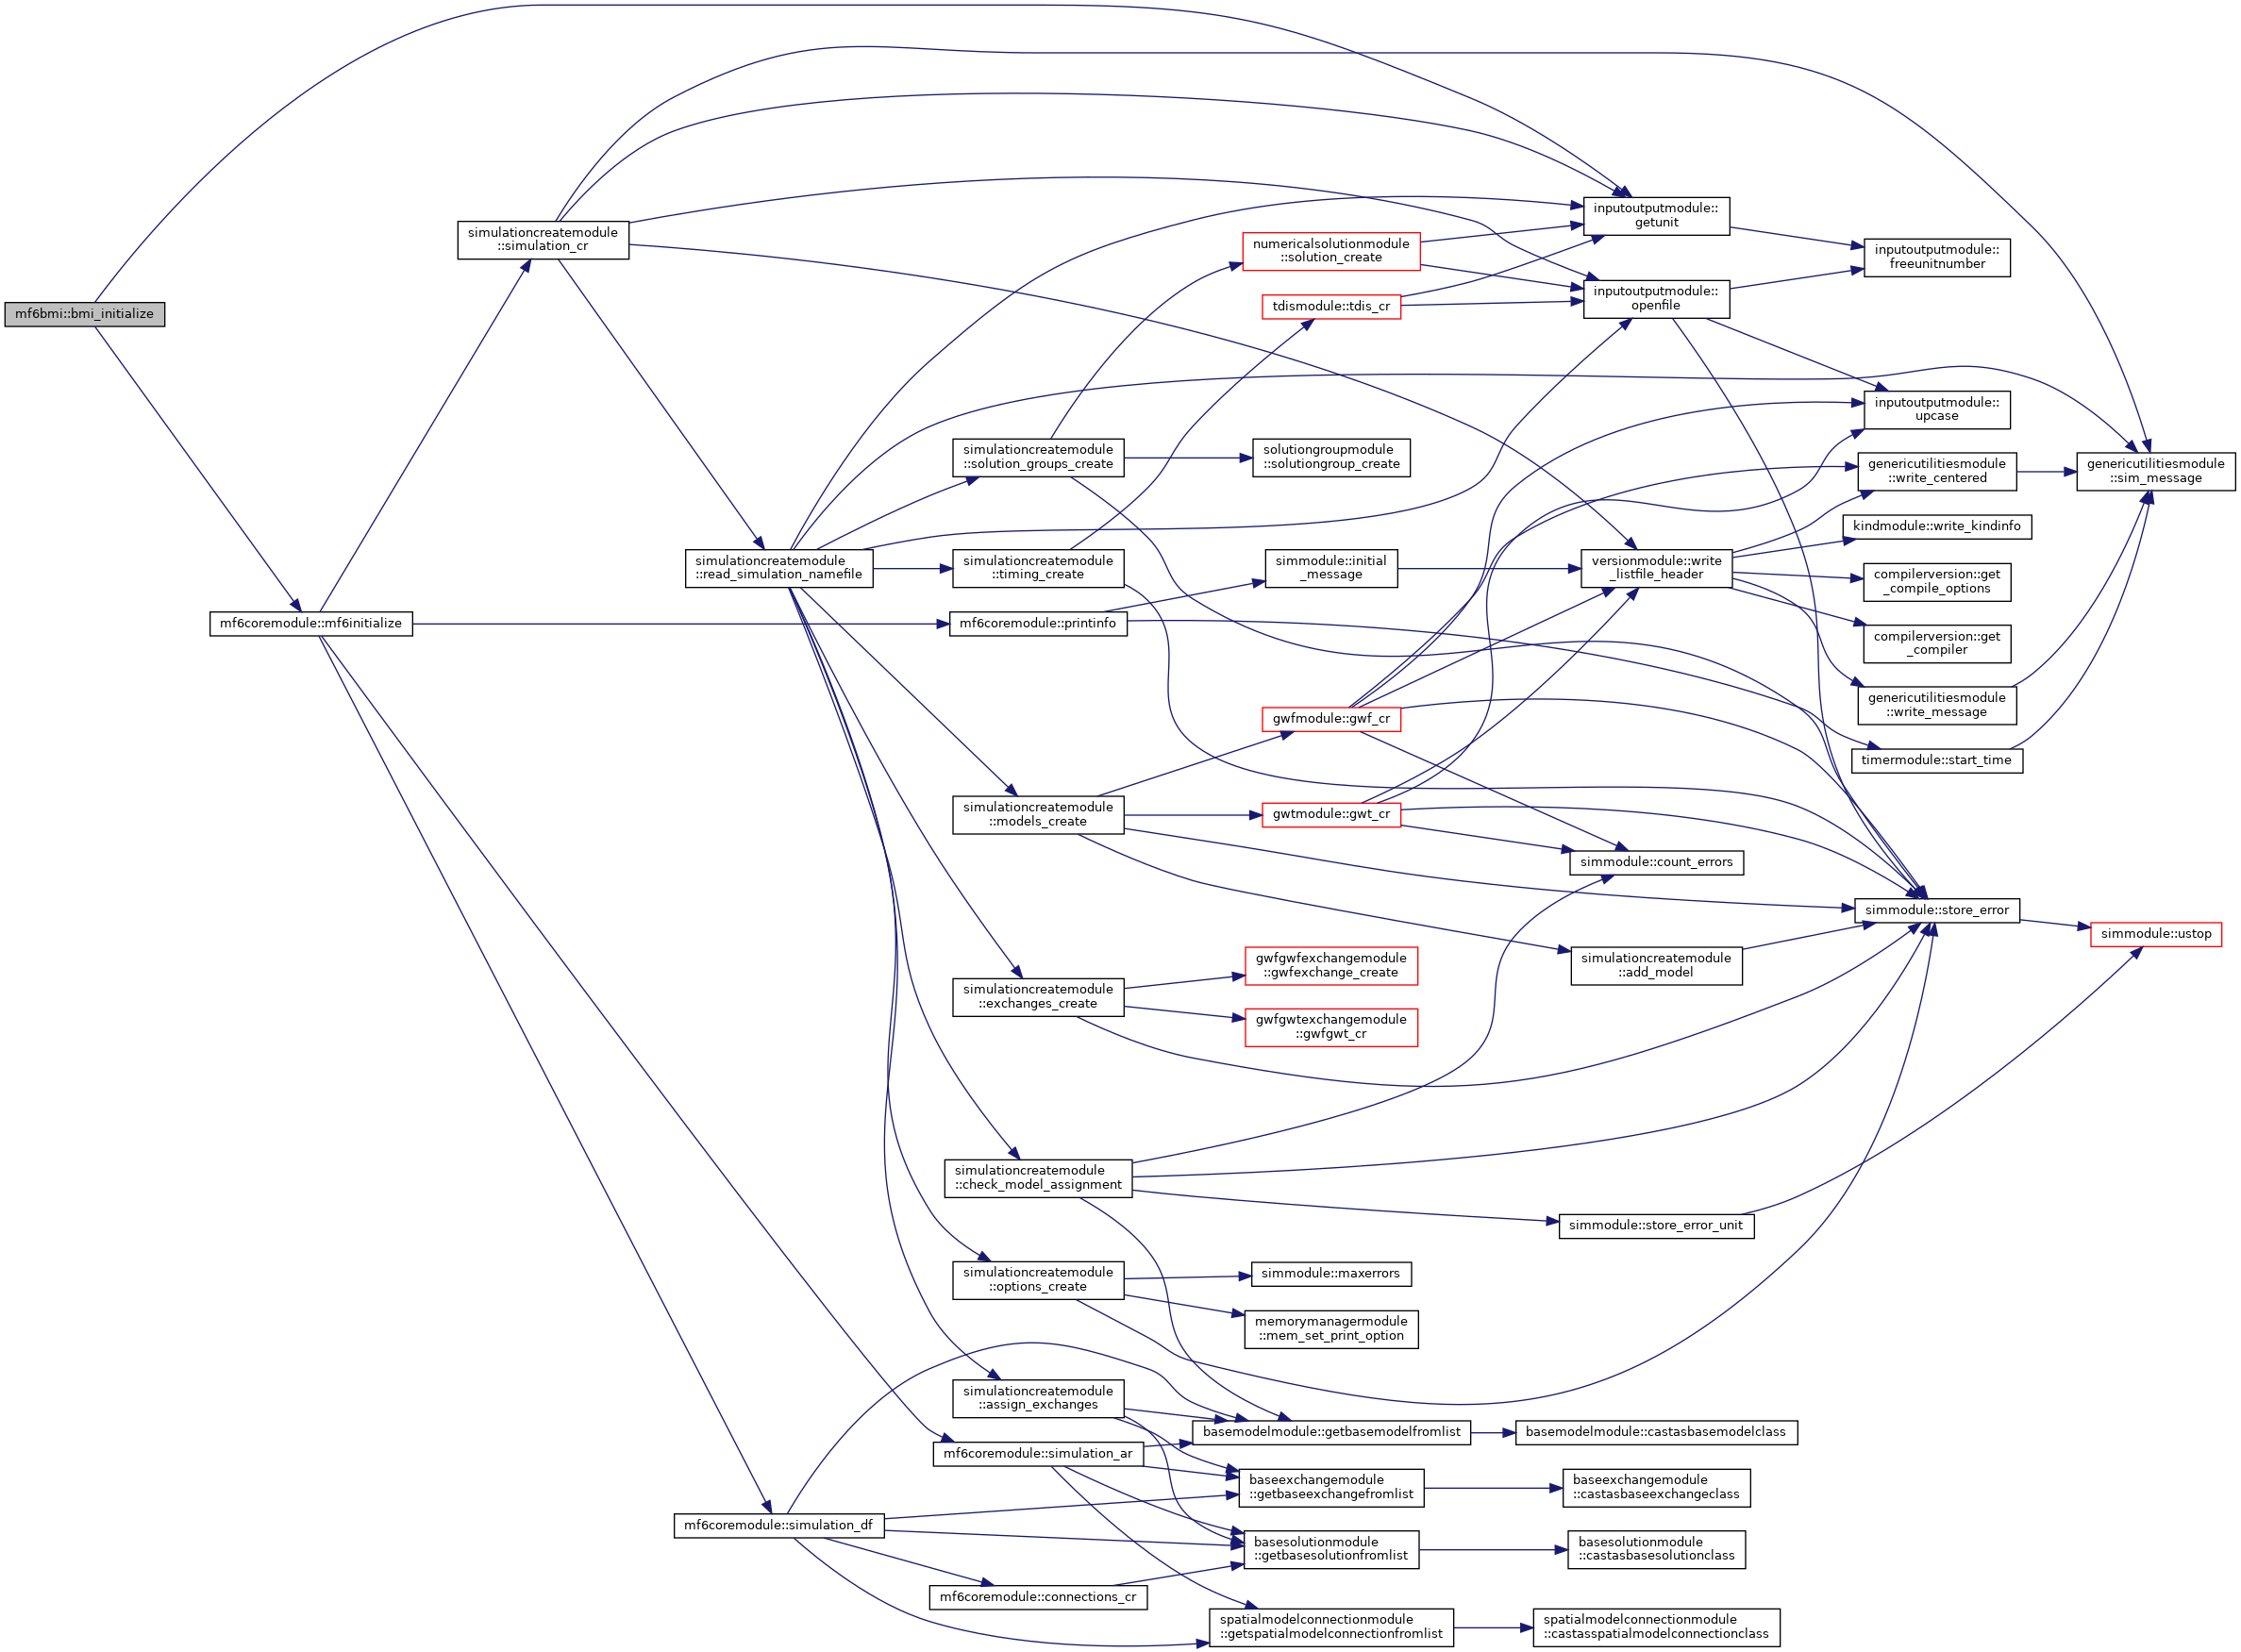 mf6bmi::bmi_initialize
mf6coremodule::mf6initialize
simulationcreatemodule
::simulation_cr
simulationcreatemodule
::read_simulation_namefile
mf6coremodule::simulation_df
simulationcreatemodule
::solution_groups_create
simulationcreatemodule
::timing_create
mf6coremodule::printinfo
simulationcreatemodule
::models_create
simulationcreatemodule
::exchanges_create
simulationcreatemodule
::check_model_assignment
simulationcreatemodule
::options_create
simulationcreatemodule
::assign_exchanges
mf6coremodule::simulation_ar
mf6coremodule::connections_cr
numericalsolutionmodule
::solution_create
tdismodule::tdis_cr
solutiongroupmodule
::solutiongroup_create
simmodule::initial
_message
gwfmodule::gwf_cr
gwtmodule::gwt_cr
gwfgwfexchangemodule
::gwfexchange_create
gwfgwtexchangemodule
::gwfgwt_cr
simmodule::maxerrors
memorymanagermodule
::mem_set_print_option
basemodelmodule::getbasemodelfromlist
baseexchangemodule
::getbaseexchangefromlist
basesolutionmodule
::getbasesolutionfromlist
spatialmodelconnectionmodule
::getspatialmodelconnectionfromlist
inputoutputmodule::
getunit
inputoutputmodule::
openfile
versionmodule::write
_listfile_header
simmodule::count_errors
simulationcreatemodule
::add_model
simmodule::store_error_unit
basemodelmodule::castasbasemodelclass
baseexchangemodule
::castasbaseexchangeclass
basesolutionmodule
::castasbasesolutionclass
spatialmodelconnectionmodule
::castasspatialmodelconnectionclass
inputoutputmodule::
freeunitnumber
inputoutputmodule::
upcase
genericutilitiesmodule
::write_centered
kindmodule::write_kindinfo
compilerversion::get
_compile_options
compilerversion::get
_compiler
genericutilitiesmodule
::write_message
timermodule::start_time
simmodule::store_error
genericutilitiesmodule
::sim_message
simmodule::ustop